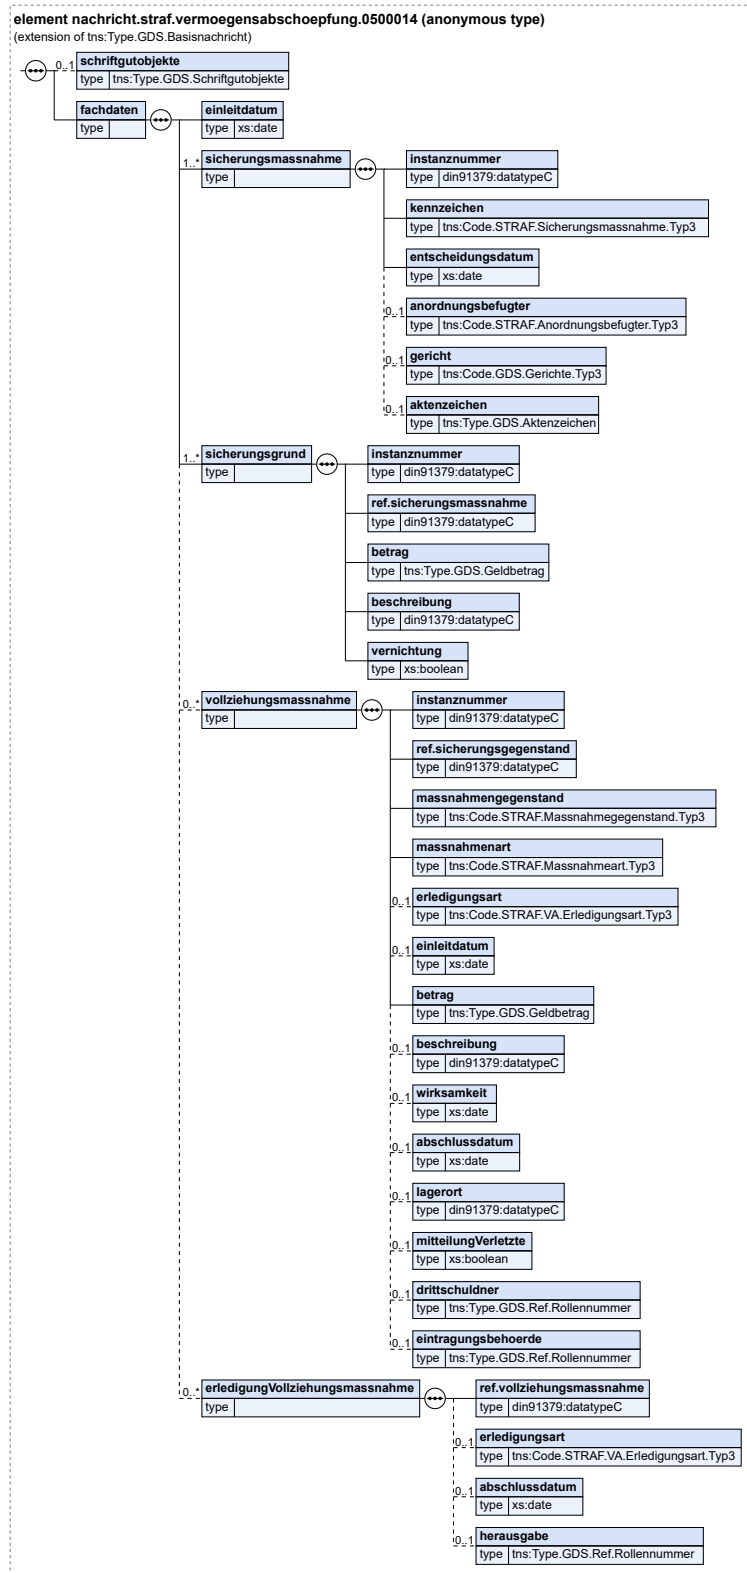 element nachricht.straf.vermoegensabschoepfung.0500014 (anonymous type)
(extension of tns:Type.GDS.Basisnachricht)
0..1 schriftgutobjekte
type tns:Type.GDS.Schriftgutobjekte
fachdaten
type
einleitdatum
type xs:date
1..* sicherungsmassnahme
type
instanznummer
type din91379:datatypeC
kennzeichen
type tns:Code.STRAF.Sicherungsmassnahme.Typ3
entscheidungsdatum
type xs:date
0..1 anordnungsbefugter
type tns:Code.STRAF.Anordnungsbefugter.Typ3
0..1 gericht
type tns:Code.GDS.Gerichte.Typ3
0..1 aktenzeichen
type tns:Type.GDS.Aktenzeichen
1..* sicherungsgrund
type
instanznummer
type din91379:datatypeC
ref.sicherungsmassnahme
type din91379:datatypeC
betrag
type tns:Type.GDS.Geldbetrag
beschreibung
type din91379:datatypeC
vernichtung
type xs:boolean
0..* vollziehungsmassnahme
type
instanznummer
type din91379:datatypeC
ref.sicherungsgegenstand
type din91379:datatypeC
massnahmengegenstand
type tns:Code.STRAF.Massnahmegegenstand.Typ3
massnahmenart
type tns:Code.STRAF.Massnahmeart.Typ3
0..1 erledigungsart
type tns:Code.STRAF.VA.Erledigungsart.Typ3
0..1 einleitdatum
type xs:date
betrag
type tns:Type.GDS.Geldbetrag
0..1 beschreibung
type din91379:datatypeC
0..1 wirksamkeit
type xs:date
0..1 abschlussdatum
type xs:date
0..1 lagerort
type din91379:datatypeC
0..1 mitteilungVerletzte
type xs:boolean
0..1 drittschuldner
type tns:Type.GDS.Ref.Rollennummer
0..1 eintragungsbehoerde
type tns:Type.GDS.Ref.Rollennummer
0..* erledigungVollziehungsmassnahme
type
ref.vollziehungsmassnahme
type din91379:datatypeC
0..1 erledigungsart
type tns:Code.STRAF.VA.Erledigungsart.Typ3
0..1 abschlussdatum
type xs:date
0..1 herausgabe
type tns:Type.GDS.Ref.Rollennummer